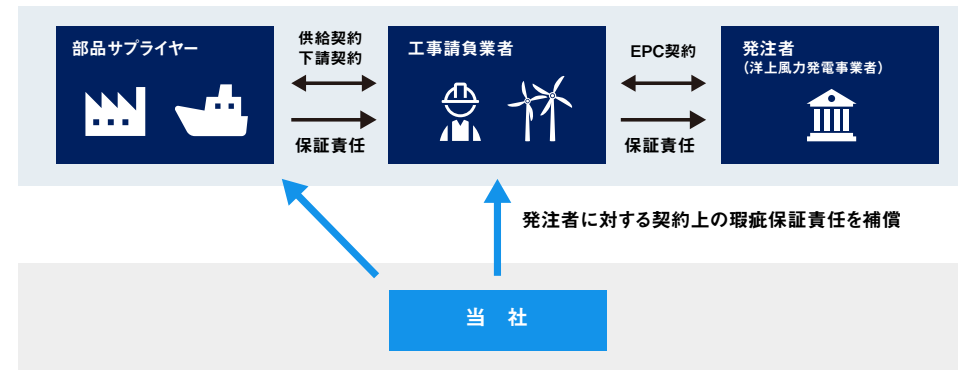 部品サプライヤー
供給契約
下請契約
保証責任
工事請負業者
EPC契約
保証責任
発注者
（洋上風力発電事業者）
発注者に対する契約上の瑕疵保証責任を補償
当　社